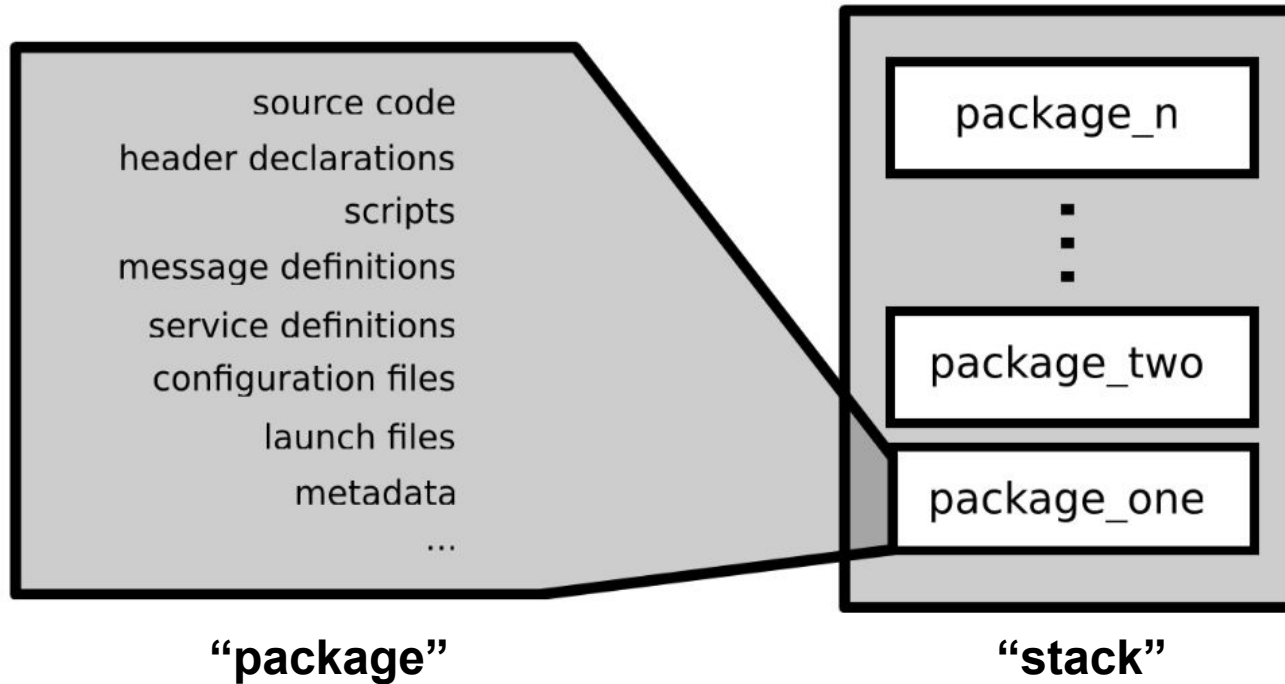 source code
header declarations
scripts
message definitions
service definitions
configuration files
launch files
metadata
...
“package”
package_n
package_two
package_one
“stack”